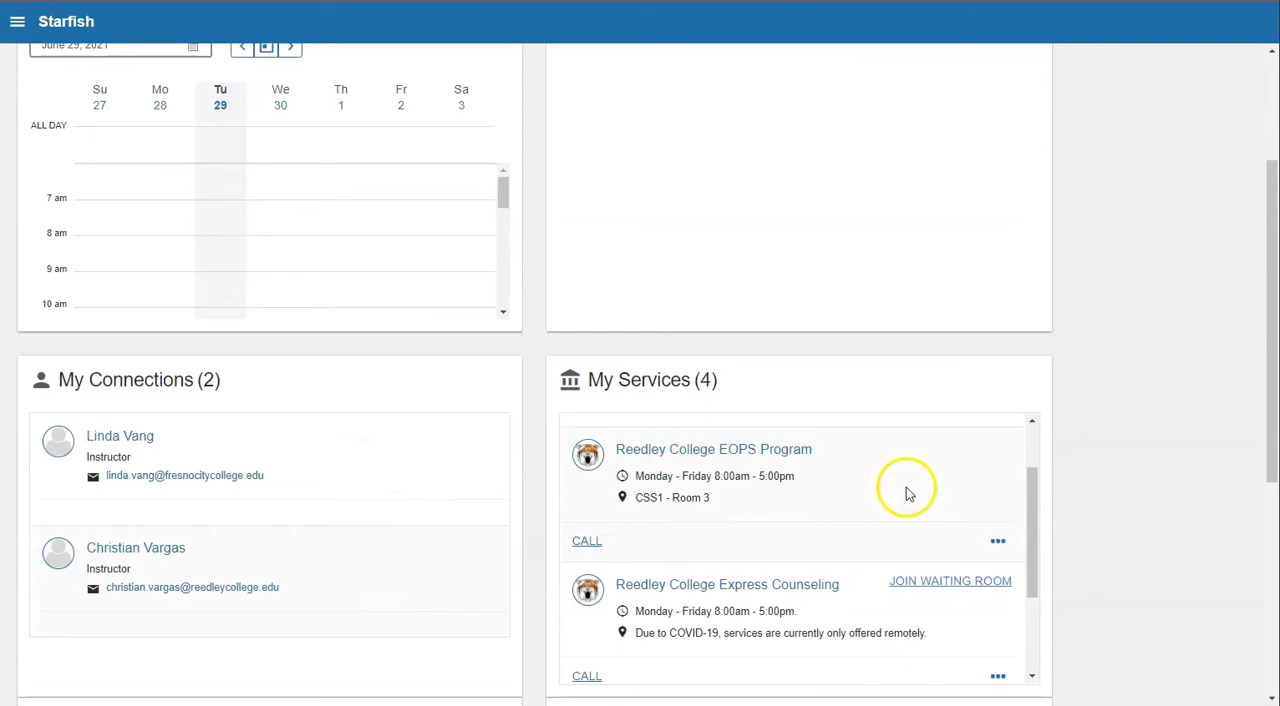 Starfish
June 29, 2021
Su Mo Tu We Th Fr Sa
27 28 29 30 1 2 3
ALL DAY
7 am
8 am
9 am
10 am
My Connections (2)
Linda Vang
Instructor
linda.vang@fresnocitycollege.edu
Christian Vargas
Instructor
christian.vargas@reedleycollege.edu
My Services (4)
Reedley College EOPS Program
Monday - Friday 8:00am - 5:00pm
CSS1 - Room 3
CALL
Reedley College Express Counseling
JOIN WAITING ROOM
Monday - Friday 8:00am - 5:00pm.
Due to COVID-19, services are currently only offered remotely.
CALL